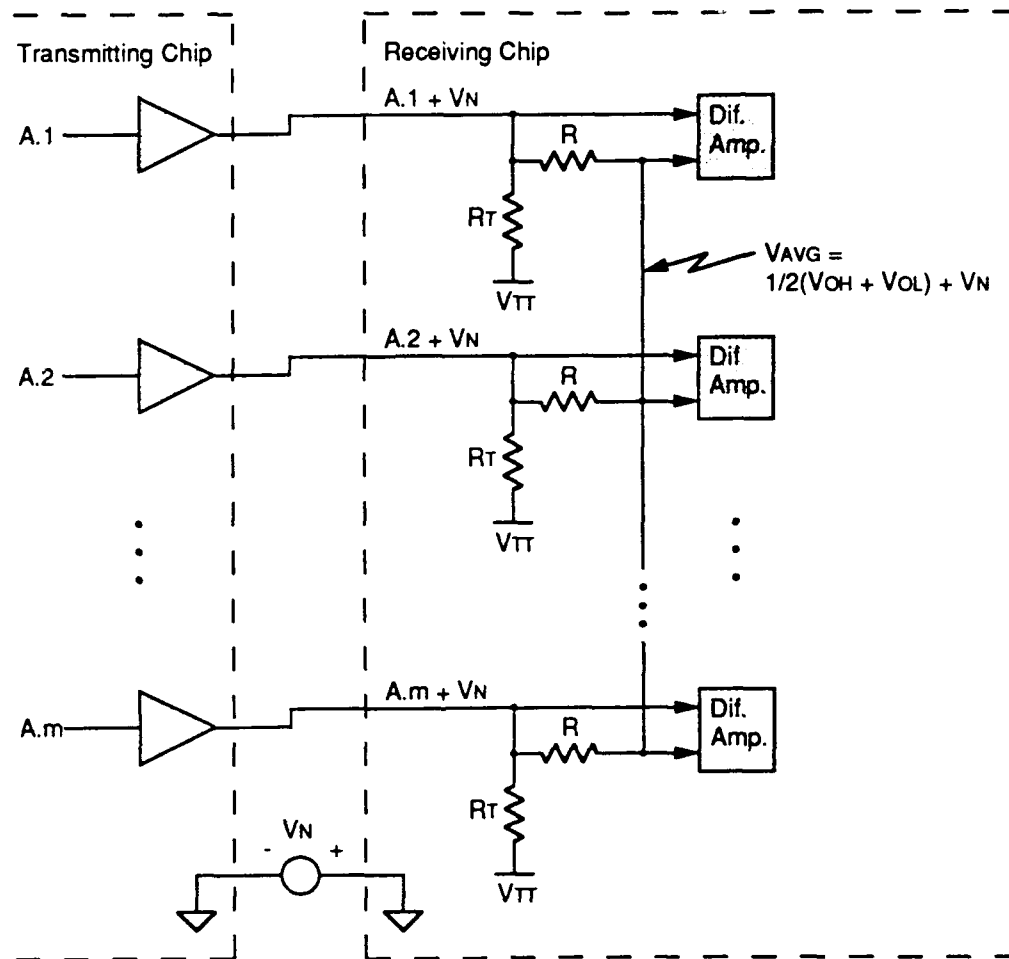 Transmitting Chip
Receiving Chip
A.1
A.1 + VN
Dif.
Amp.
R
RT
VTT
VAVG =
1/2(VOH + VOL) + VN
A.2
A.2 + VN
Dif
Amp.
R
RT
VTT
A.m
A.m + VN
Dif.
Amp.
R
RT
VTT
VN
- +